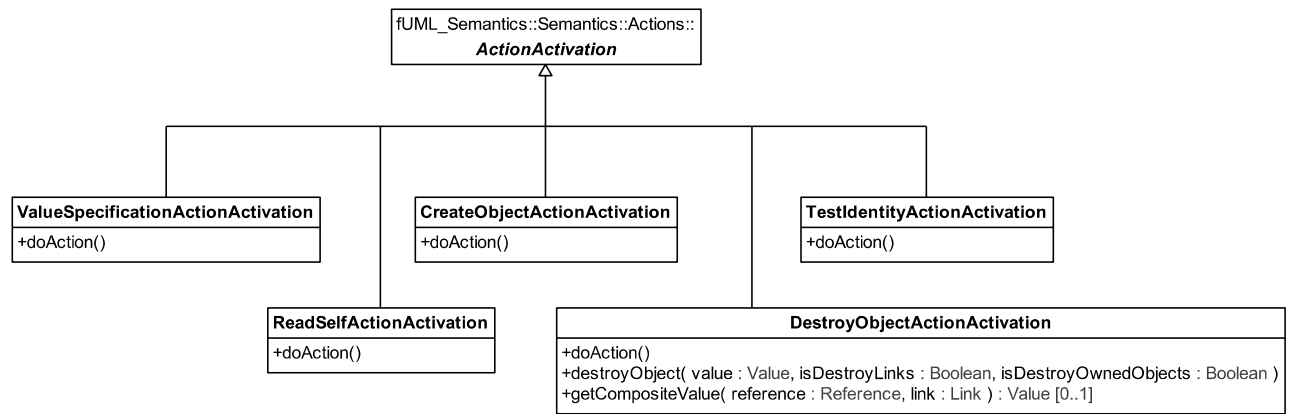 fUML_Semantics::Semantics::Actions::
ActionActivation
ValueSpecificationActionActivation
+doAction()
CreateObjectActionActivation
+doAction()
TestIdentityActionActivation
+doAction()
ReadSelfActionActivation
+doAction()
DestroyObjectActionActivation
+doAction()
+destroyObject( value : Value, isDestroyLinks : Boolean, isDestroyOwnedObjects : Boolean )
+getCompositeValue( reference : Reference, link : Link ) : Value [0..1]